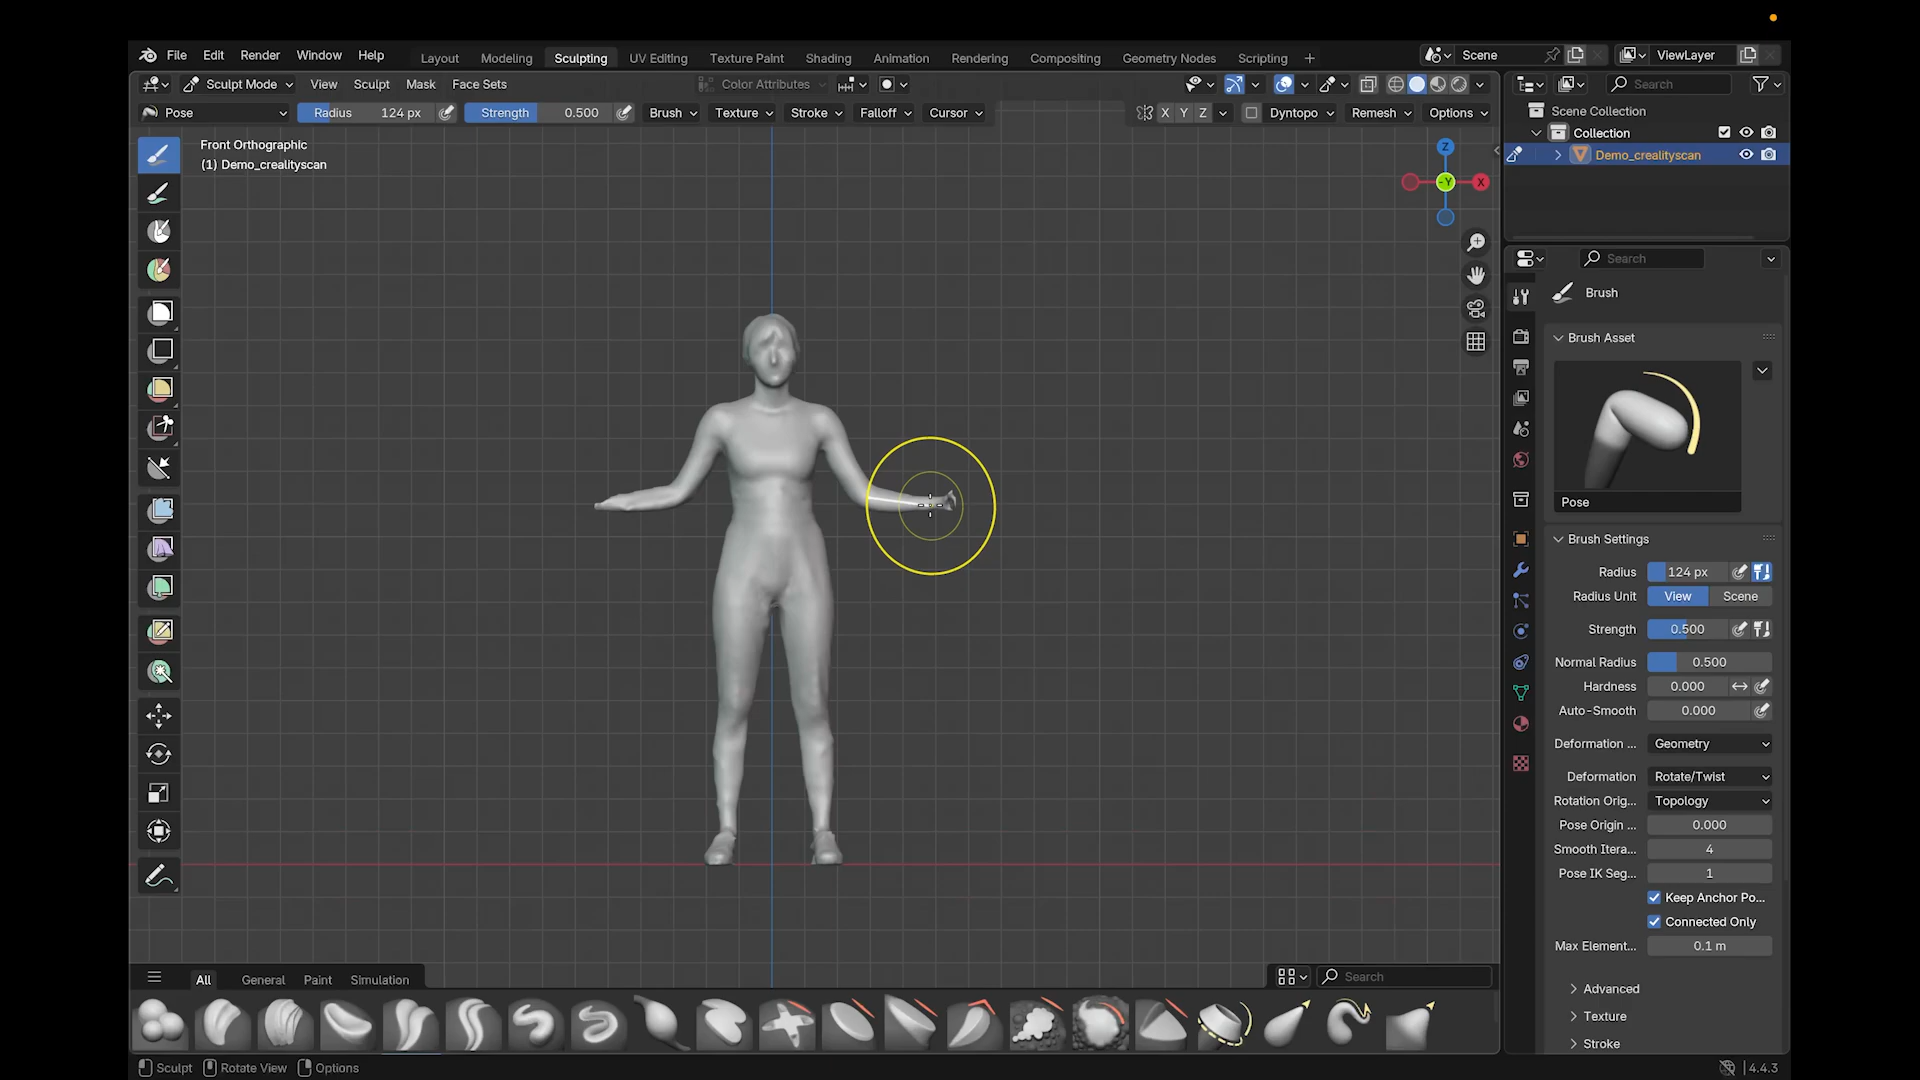 File Edit Render Window Help Layout Modeling Sculpting UV Editing Texture Paint Shading Animation Rendering Compositing Geometry Nodes Scripting + Scene ViewLayer
Sculpt Mode View Sculpt Mask Face Sets Color Attributes Search
Pose Radius 124 px Strength 0.500 Brush Texture Stroke Falloff Cursor X Y Z Dyntopo Remesh Options
Scene Collection
Collection
Demo_crealityscan
Front Orthographic
(1) Demo_crealityscan
Z
-Y X
Search
Brush
Brush Asset
Pose
Brush Settings
Radius 124 px
Radius Unit View Scene
Strength 0.500
Normal Radius 0.500
Hardness 0.000
Auto-Smooth 0.000
Deformation ... Geometry
Deformation Rotate/Twist
Rotation Orig... Topology
Pose Origin ... 0.000
Smooth Itera... 4
Pose IK Seg... 1
Keep Anchor Po...
Connected Only
Max Element... 0.1 m
Advanced
Texture
Stroke
All General Paint Simulation Search
Sculpt Rotate View Options 4.4.3